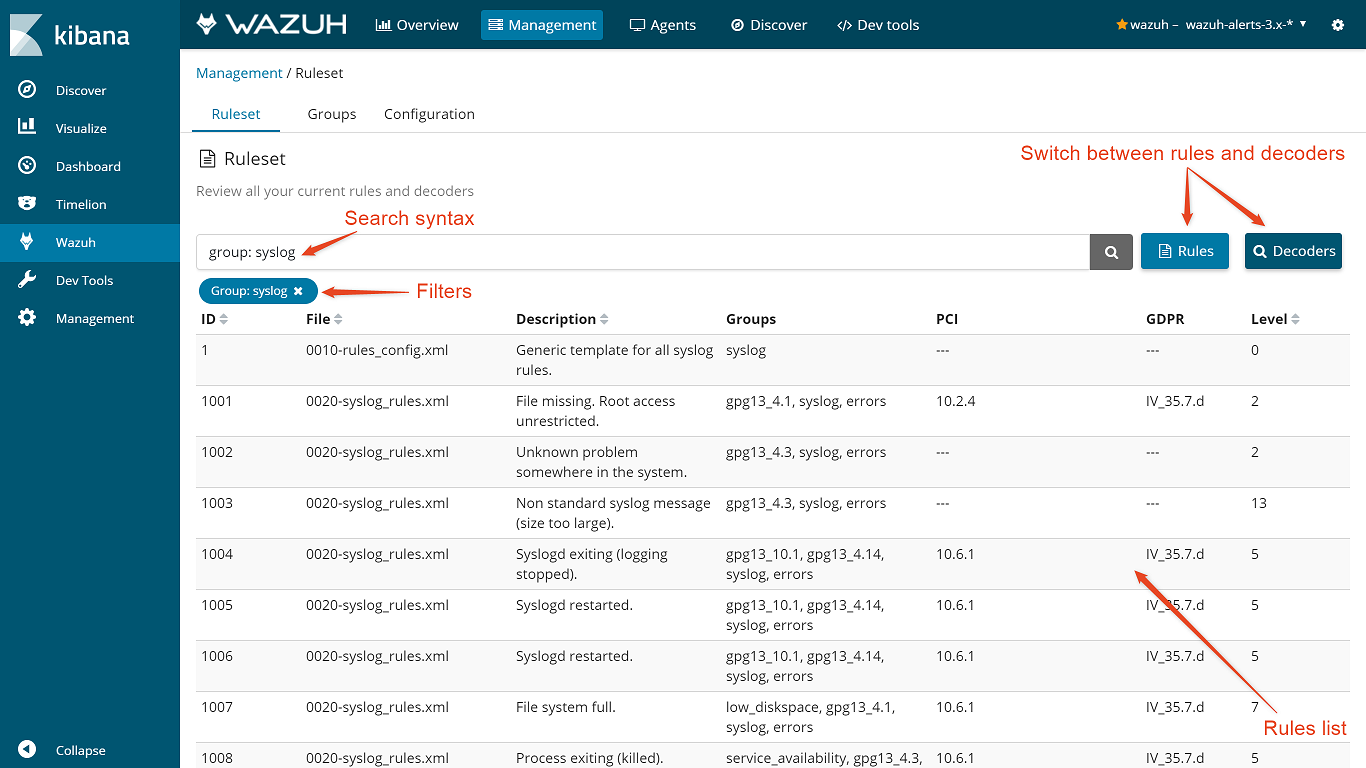 kibana
Discover
Visualize
Dashboard
Timelion
Wazuh
Dev Tools
Management
Collapse
WAZUH Overview Management Agents Discover </> Dev tools wazuh – wazuh-alerts-3.x-*
Management / Ruleset
Ruleset Groups Configuration
Ruleset
Switch between rules and decoders
Review all your current rules and decoders
Search syntax
group: syslog Rules Decoders
Group: syslog ✖ Filters
ID File Description Groups PCI GDPR Level
1 0010-rules_config.xml Generic template for all syslog syslog --- --- 0
rules.
1001 0020-syslog_rules.xml File missing. Root access gpg13_4.1, syslog, errors 10.2.4 IV_35.7.d 2
unrestricted.
1002 0020-syslog_rules.xml Unknown problem gpg13_4.3, syslog, errors --- --- 2
somewhere in the system.
1003 0020-syslog_rules.xml Non standard syslog message gpg13_4.3, syslog, errors --- --- 13
(size too large).
1004 0020-syslog_rules.xml Syslogd exiting (logging gpg13_10.1, gpg13_4.14, 10.6.1 IV_35.7.d 5
stopped). syslog, errors
1005 0020-syslog_rules.xml Syslogd restarted. gpg13_10.1, gpg13_4.14, 10.6.1 IV_35.7.d 5
syslog, errors
1006 0020-syslog_rules.xml Syslogd restarted. gpg13_10.1, gpg13_4.14, 10.6.1 IV_35.7.d 5
syslog, errors
1007 0020-syslog_rules.xml File system full. low_diskspace, gpg13_4.1, 10.6.1 IV_35.7.d 7
syslog, errors
Rules list
1008 0020-syslog_rules.xml Process exiting (killed). service_availability, gpg13_4.3, 10.6.1 IV_35.7.d 5